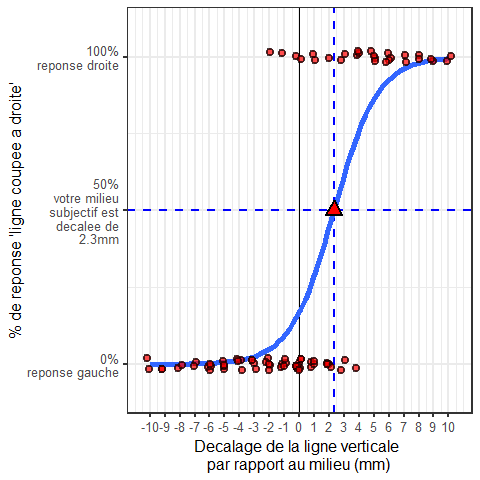 % de reponse 'ligne coupee a droite'
100%
reponse droite
50%
votre milieu
subjectif est
decalee de
2.3mm
0%
reponse gauche
-10 -9 -8 -7 -6 -5 -4 -3 -2 -1 0 1 2 3 4 5 6 7 8 9 10
Decalage de la ligne verticale
par rapport au milieu (mm)